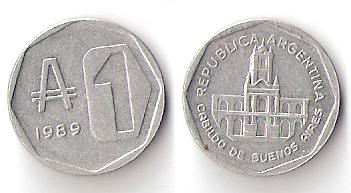 ₳ 1
1989
REPUBLICA ARGENTINA
CABILDO DE BUENOS AIRES